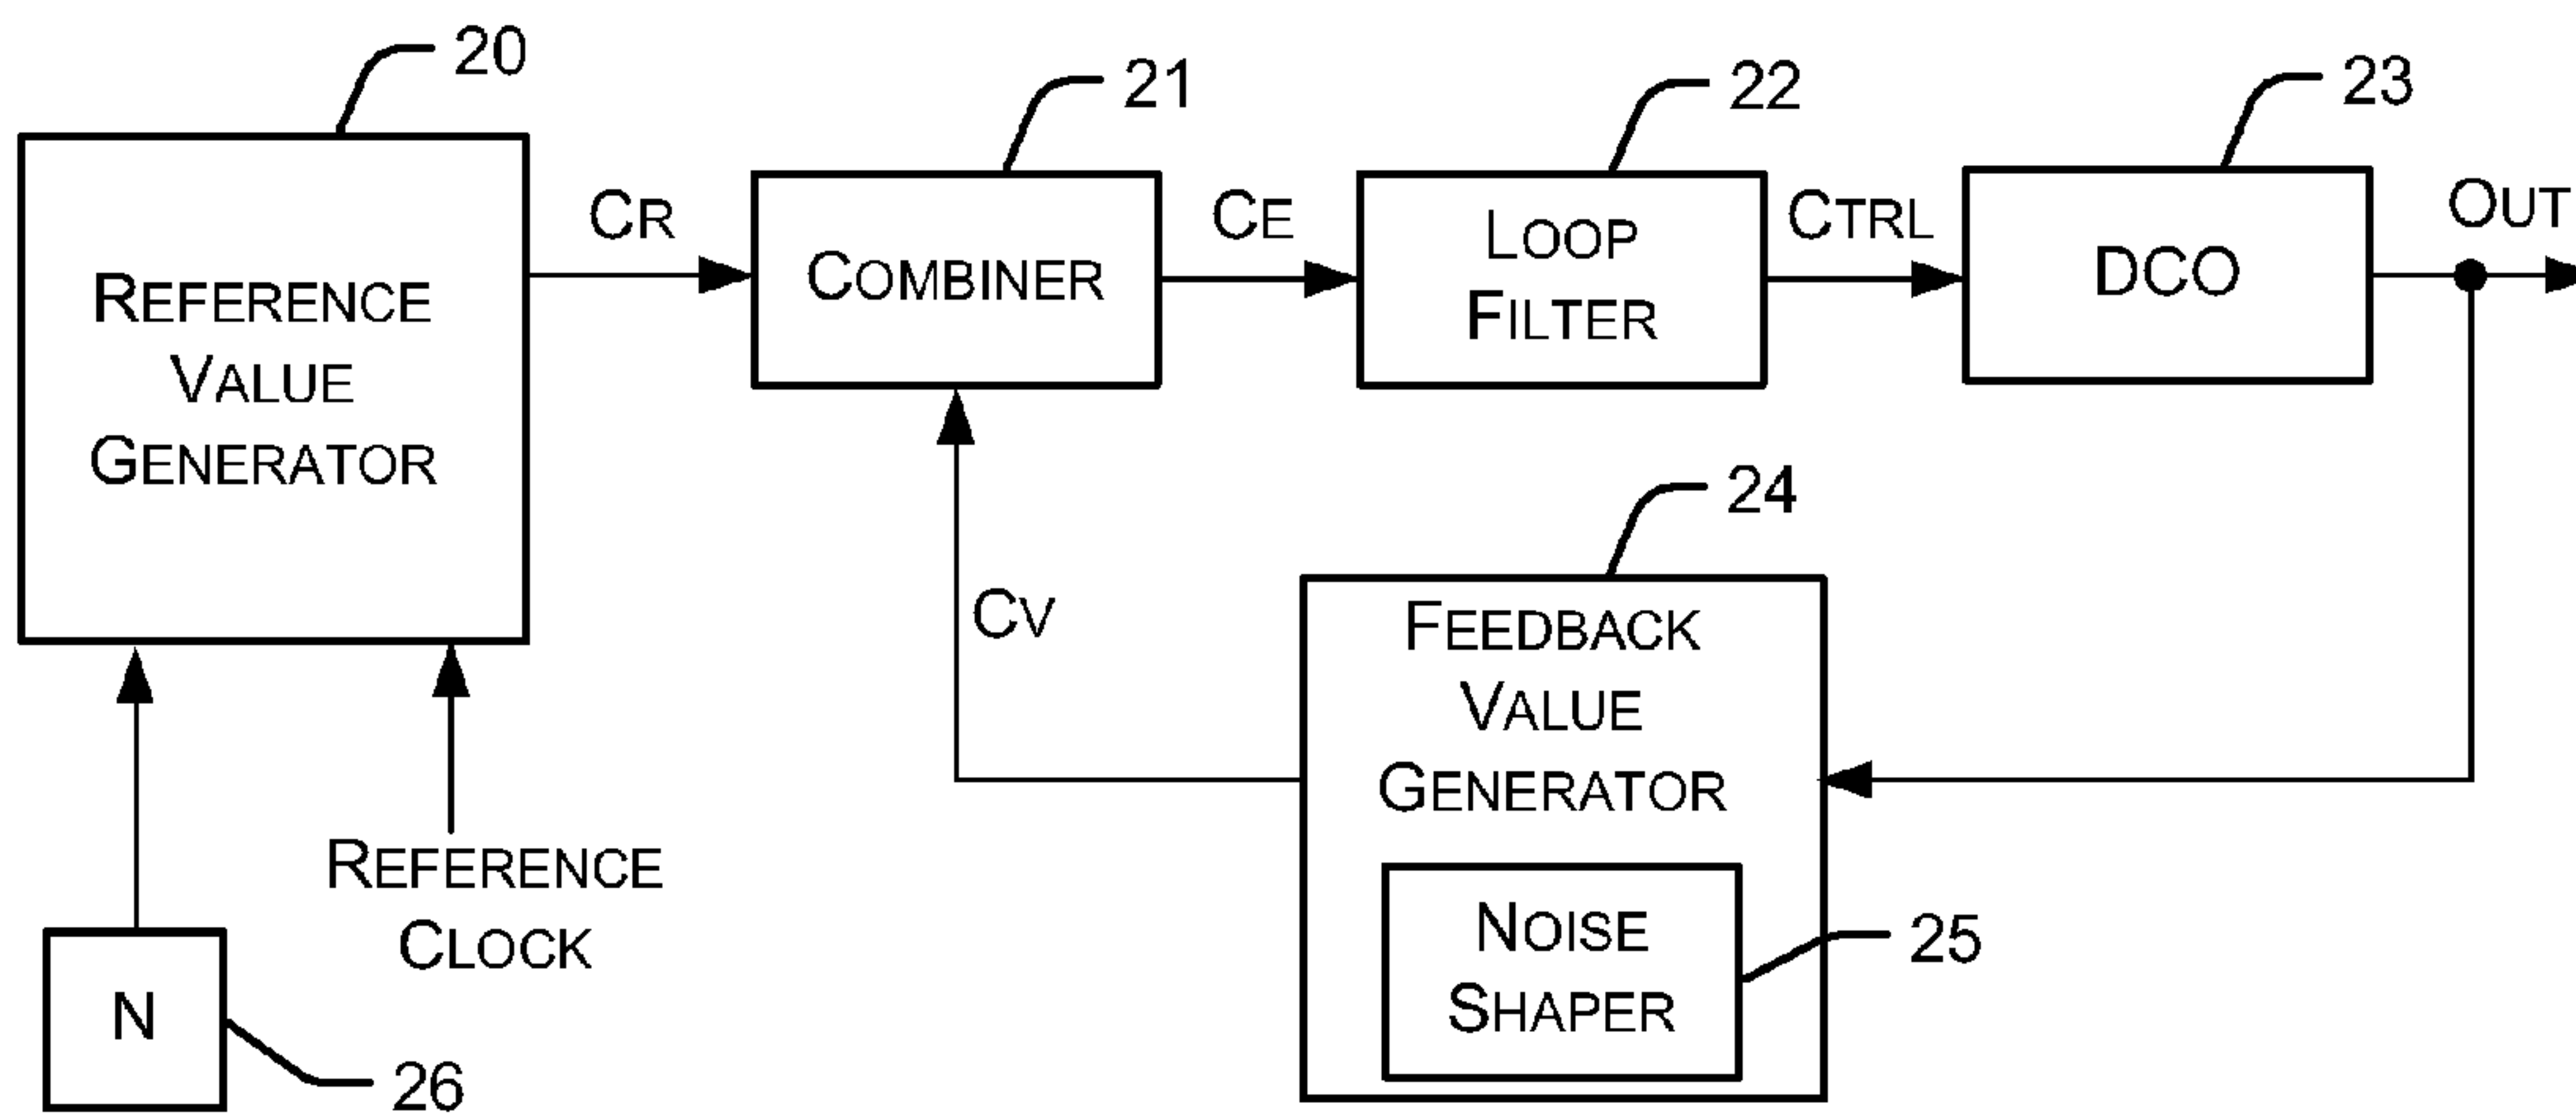 20
21
22
23
REFERENCE
VALUE
GENERATOR
CR
COMBINER
CE
LOOP
FILTER
CTRL
DCO
OUT
CV
24
FEEDBACK
VALUE
GENERATOR
NOISE
SHAPER
25
REFERENCE
CLOCK
N
26